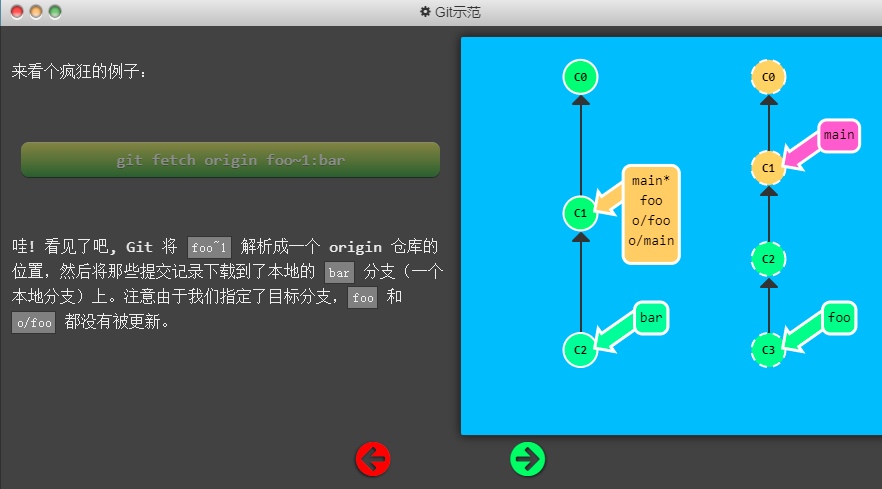 Git示范
来看个疯狂的例子:
git fetch origin foo~1:bar
哇! 看见了吧, Git 将 foo~1 解析成一个 origin 仓库的
位置，然后将那些提交记录下载到了本地的 bar 分支（一个
本地分支）上。注意由于我们指定了目标分支，foo 和
o/foo 都没有被更新。
C0
C1
main*
foo
o/foo
o/main
C2
bar
C0
main
C1
C2
C3
foo